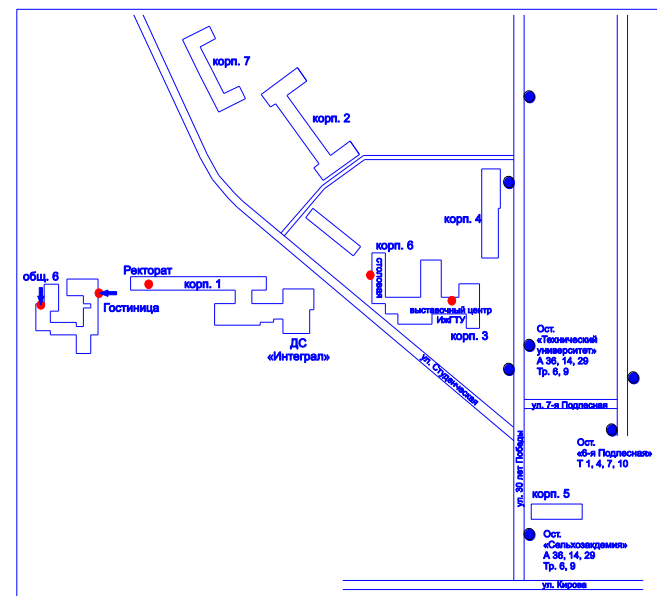 корп. 7
корп. 2
корп. 4
корп. 6
столовая
общ. 6
Ректорат
корп. 1
Гостиница
выставочный центр
ИжГТУ
корп. 3
ДС
«Интеграл»
Ост.
«Технический
университет»
А 36, 14, 29
Тр. 6, 9
ул. Студенческая
ул. 7-я Подлесная
ул. 30 лет Победы
Ост.
«6-я Подлесная»
Т 1, 4, 7, 10
корп. 5
Ост.
«Сельхозакдемия»
А 36, 14, 29
Тр. 6, 9
ул. Кирова